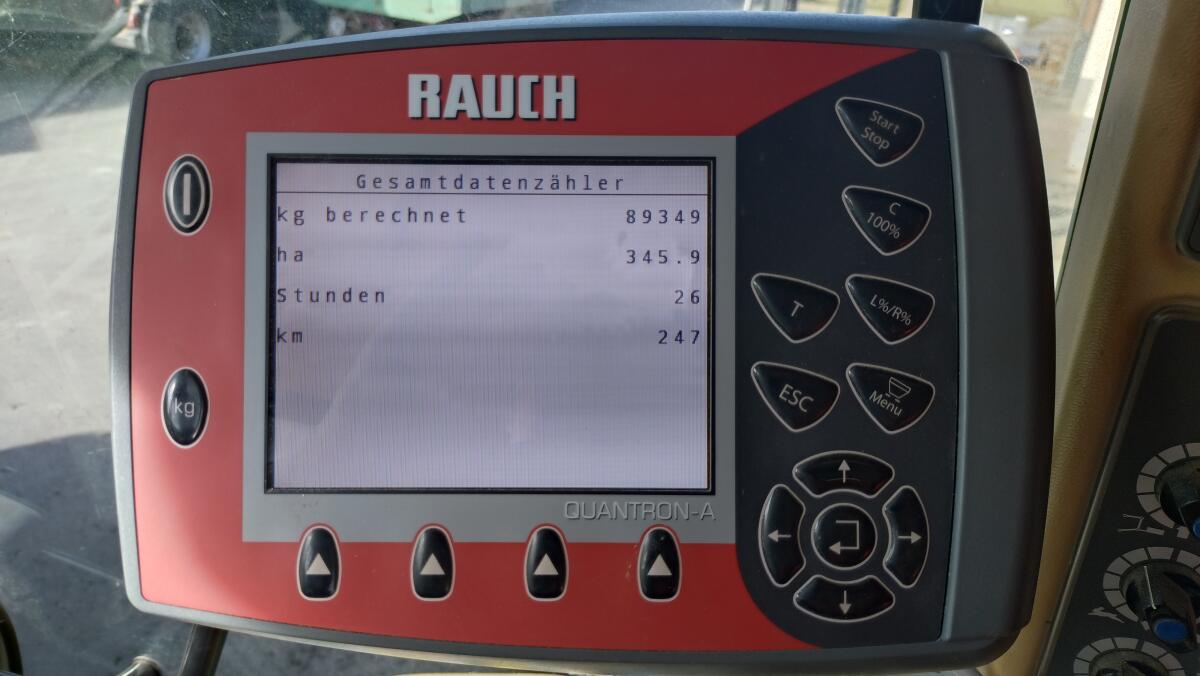 RAUCH
Gesamtdatenzähler
kg berechnet 89349
ha 345.9
Stunden 26
km 247
QUANTRON-A
kg
Start
Stop
C
100%
T
L%/R%
ESC
Menu